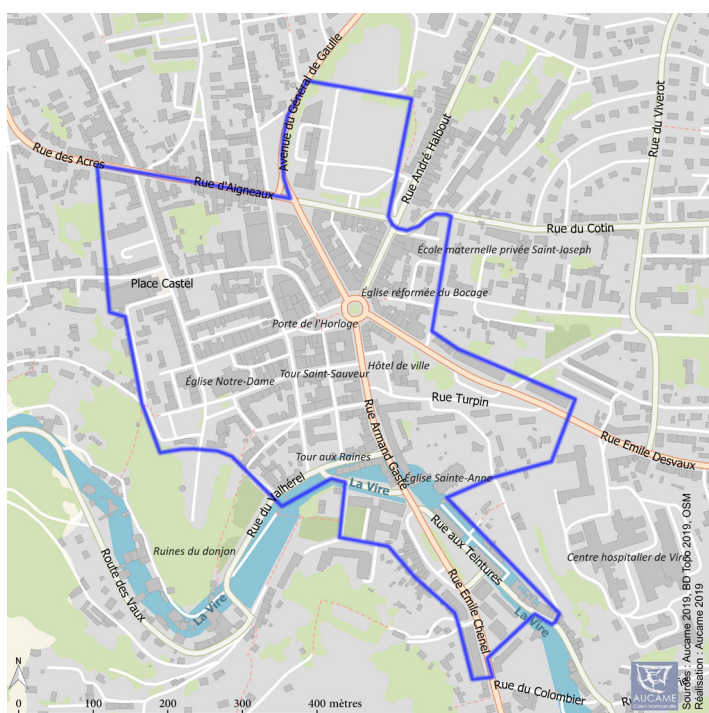 Avenue du Général de Gaulle
Rue du Viverot
Rue des Acres
Rue d'Aigneaux
Rue André Halbout
Rue du Cotin
École maternelle privée Saint-Joseph
Place Castel
Église réformée du Bocage
Porte de l'Horloge
Hôtel de ville
Tour Saint-Sauveur
Église Notre-Dame
Rue Turpin
Rue Armand Gasté
Rue Emile Desvaux
Tour aux Raines
Rue du Valhérel
La Vire
Église Sainte-Anne
Ruines du donjon
Rue aux Teintures
Centre hospitalier de Vire
Route des Vaux
La Vire
Rue Emile Chenel
La Vire
Rue du Colombier
N
0 100 200 400 mètres
AUCAME
Caen Normandie
Sources : Aucame 2019, BD Topo 2019, OSM
Réalisation : Aucame 2019